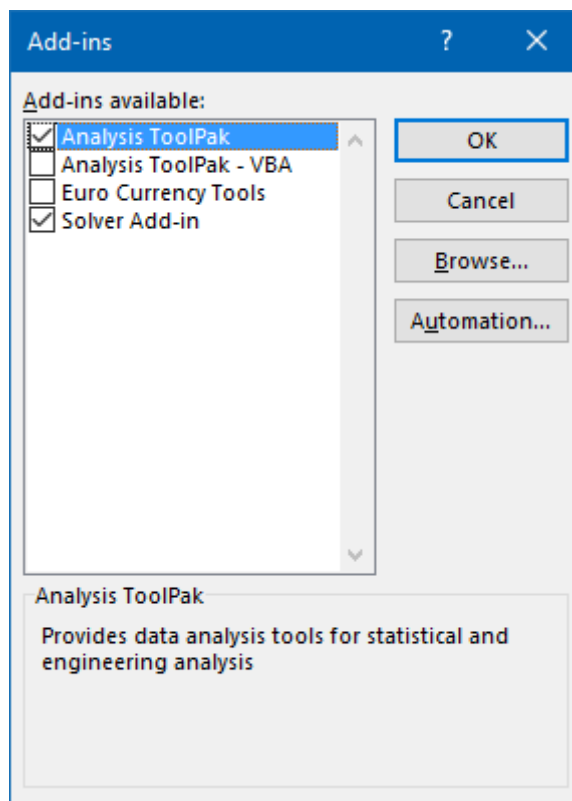 Add-ins
?
Add-ins available:
Analysis ToolPak
Analysis ToolPak - VBA
Euro Currency Tools
Solver Add-in
OK
Cancel
Browse...
Automation...
Analysis ToolPak
Provides data analysis tools for statistical and
engineering analysis